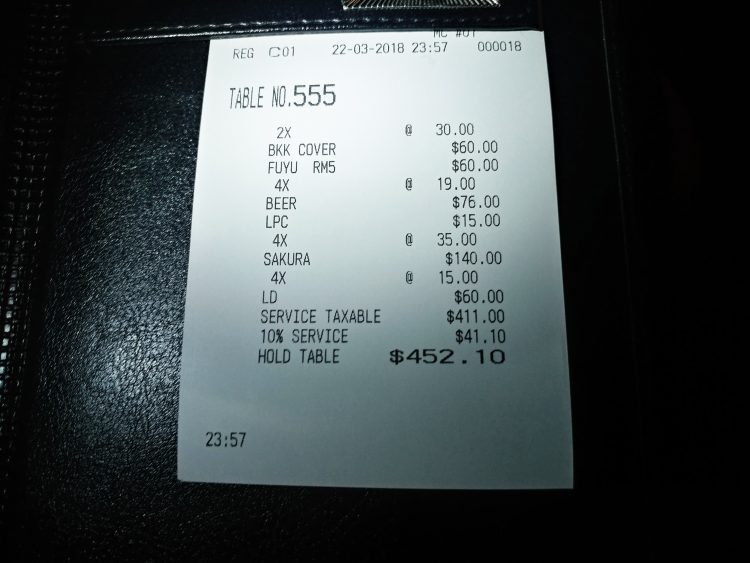 MC #01
REG C01 22-03-2018 23:57 000018
TABLE NO.555
2X @ 30.00
BKK COVER $60.00
FUYU RM5 $60.00
4X @ 19.00
BEER $76.00
LPC $15.00
4X @ 35.00
SAKURA $140.00
4X @ 15.00
LD $60.00
SERVICE TAXABLE $411.00
10% SERVICE $41.10
HOLD TABLE $452.10
23:57